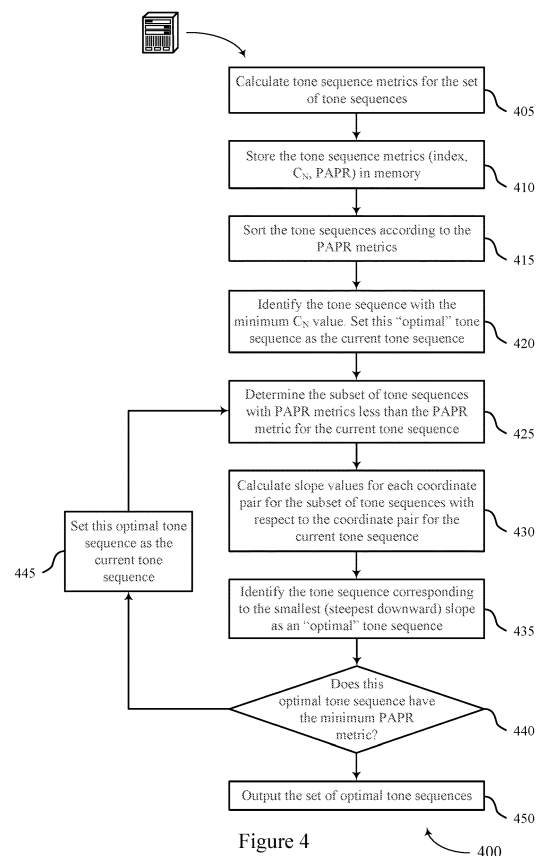 Calculate tone sequence metrics for the set
of tone sequences
405
Store the tone sequence metrics (index,
CN, PAPR) in memory
410
Sort the tone sequences according to the
PAPR metrics
415
Identify the tone sequence with the
minimum CN value. Set this “optimal” tone
sequence as the current tone sequence
420
Determine the subset of tone sequences
with PAPR metrics less than the PAPR
metric for the current tone sequence
425
Calculate slope values for each coordinate
pair for the subset of tone sequences with
respect to the coordinate pair for the
current tone sequence
430
Set this optimal tone
sequence as the
current tone
sequence
445
Identify the tone sequence corresponding
to the smallest (steepest downward) slope
as an “optimal” tone sequence
435
Does this
optimal tone sequence have
the minimum PAPR
metric?
440
Output the set of optimal tone sequences
450
Figure 4
400